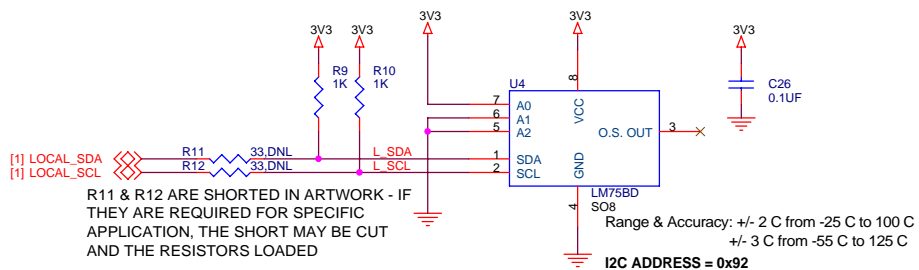 3V3
3V3
3V3
3V3
3V3
R9
1K
R10
1K
U4
8
VCC
C26
0.1UF
7
A0
6
A1
5
A2
O.S. OUT
3
[1] LOCAL_SDA
R11
33,DNL
L_SDA
1
SDA
[1] LOCAL_SCL
R12
33,DNL
L_SCL
2
SCL
GND
4
LM75BD
SO8
R11 & R12 ARE SHORTED IN ARTWORK - IF
THEY ARE REQUIRED FOR SPECIFIC
APPLICATION, THE SHORT MAY BE CUT
AND THE RESISTORS LOADED
Range & Accuracy: +/- 2 C from -25 C to 100 C
+/- 3 C from -55 C to 125 C
I2C ADDRESS = 0x92